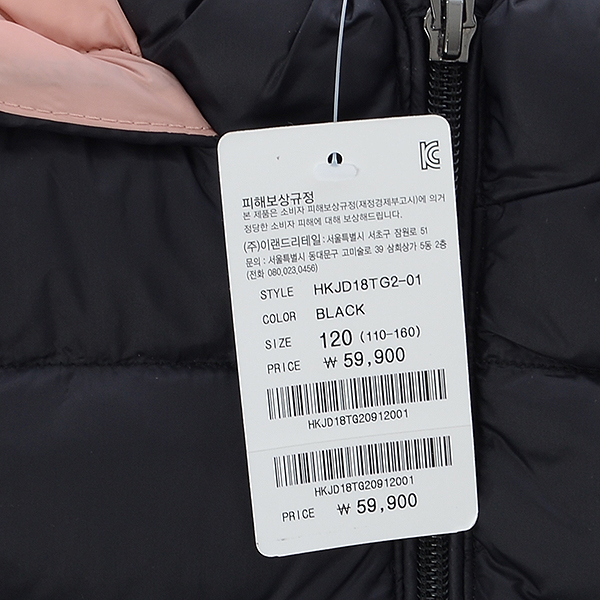 피해보상규정
본 제품은 소비자 피해보상규정(재정경제부고시)에 의거
정당한 소비자 피해에 대해 보상해드립니다.
(주)이랜드리테일 : 서울특별시 서초구 잠원로 51
문의 : 서울특별시 동대문구 고미술로 39 삼희상가 5동 2층
(전화 080,023,0456)
STYLE HKJD18TG2-01
COLOR BLACK
SIZE 120 (110-160)
PRICE ₩ 59,900
HKJD18TG20912001
HKJD18TG20912001
PRICE ₩ 59,900